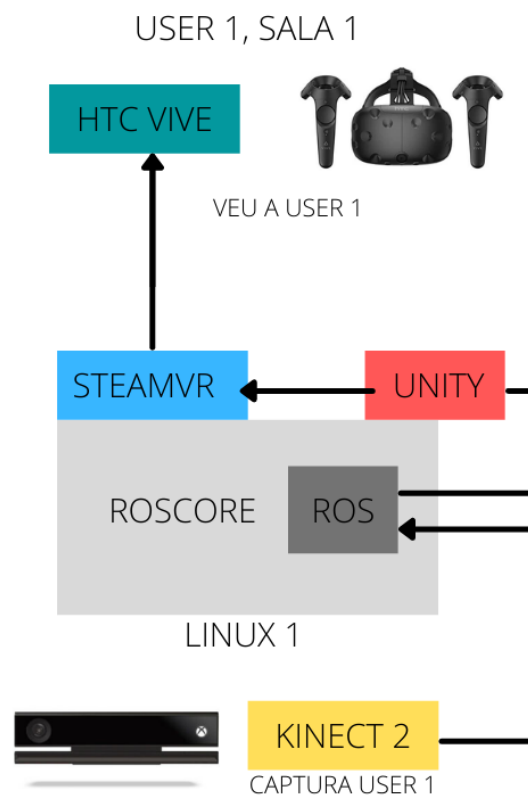 USER 1, SALA 1
HTC VIVE
VEU A USER 1
STEAMVR
UNITY
ROSCORE
ROS
LINUX 1
KINECT 2
CAPTURA USER 1